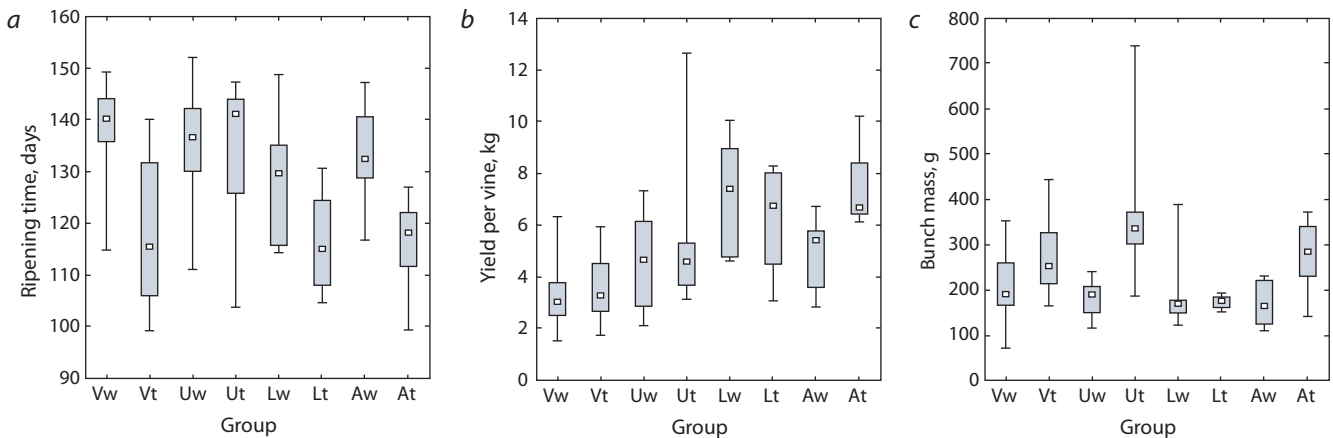 a
Ripening time, days
160
150
140
130
120
110
100
90
Vw Vt Uw Ut Lw Lt Aw At
Group
b
Yield per vine, kg
14
12
10
8
6
4
2
0
Vw Vt Uw Ut Lw Lt Aw At
Group
c
Bunch mass, g
800
700
600
500
400
300
200
100
0
Vw Vt Uw Ut Lw Lt Aw At
Group